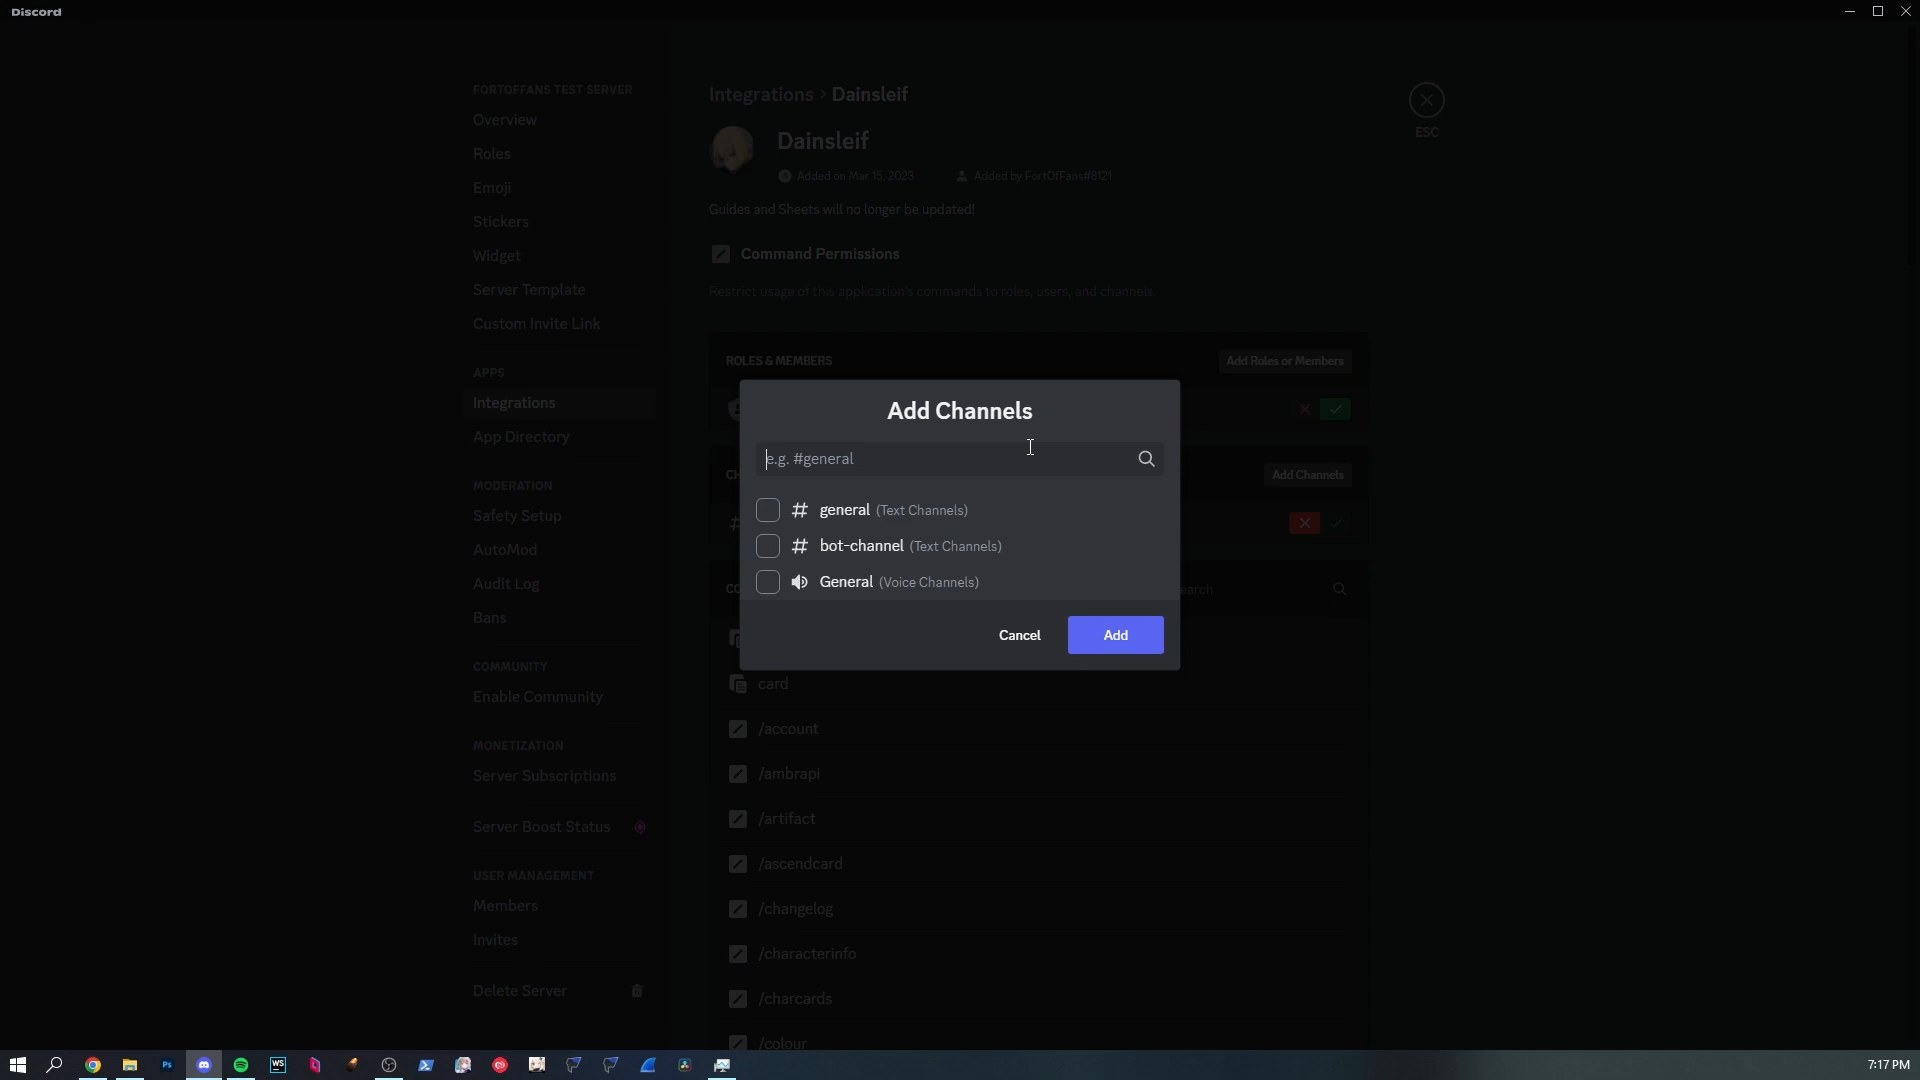 Discord
FORTOFFANS TEST SERVER
Overview
Roles
Emoji
Stickers
Widget
Server Template
Custom Invite Link
APPS
Integrations
App Directory
MODERATION
Safety Setup
AutoMod
Audit Log
Bans
COMMUNITY
Enable Community
MONETIZATION
Server Subscriptions
Server Boost Status
USER MANAGEMENT
Members
Invites
Delete Server
Integrations › Dainsleif
ESC
Dainsleif
Added on Mar 15, 2023 Added by FortOfFans#8121
Guides and Sheets will no longer be updated!
Command Permissions
Restrict usage of this application's commands to roles, users, and channels.
ROLES & MEMBERS Add Roles or Members
Add Channels
Add Channels
e.g. #general
# general (Text Channels)
# bot-channel (Text Channels)
General (Voice Channels)
Cancel Add
card
/account
/ambrapi
/artifact
/ascendcard
/changelog
/characterinfo
/charcards
/colour
Ps
WS
7:17 PM